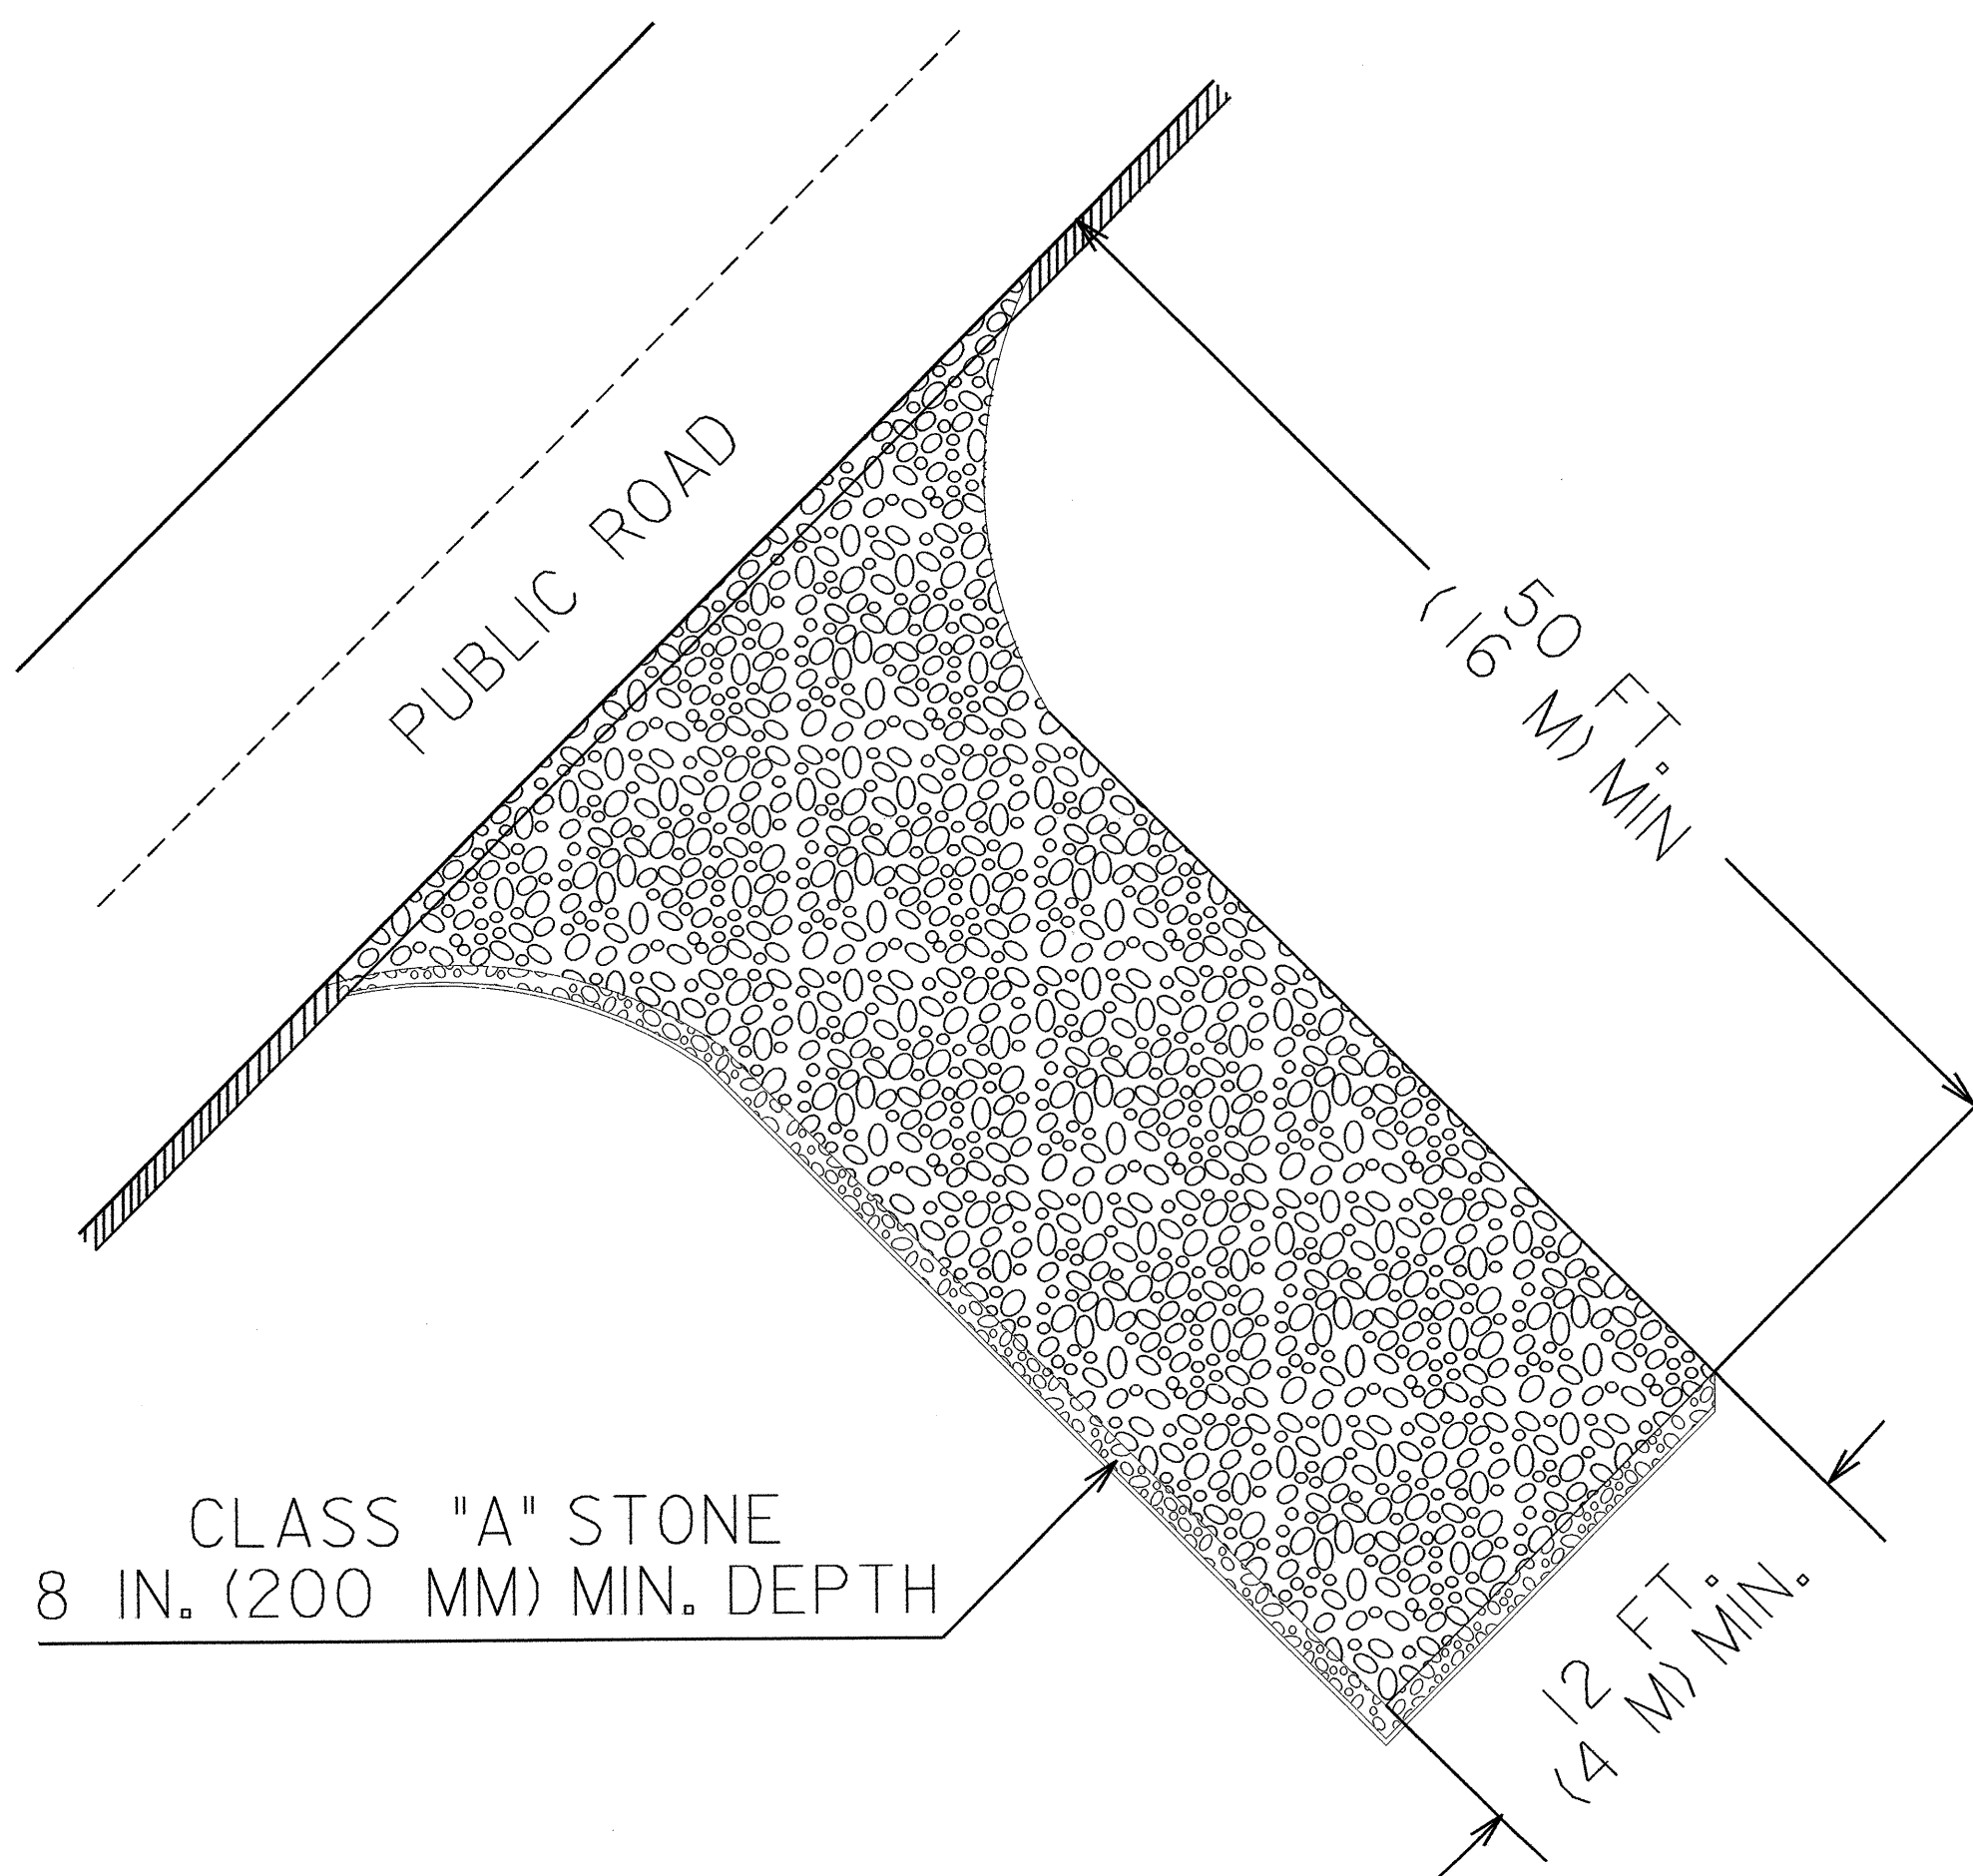 PUBLIC ROAD
50 FT.
(16 M) MIN
CLASS "A" STONE
8 IN. (200 MM) MIN. DEPTH
12 FT.
(4 M) MIN.